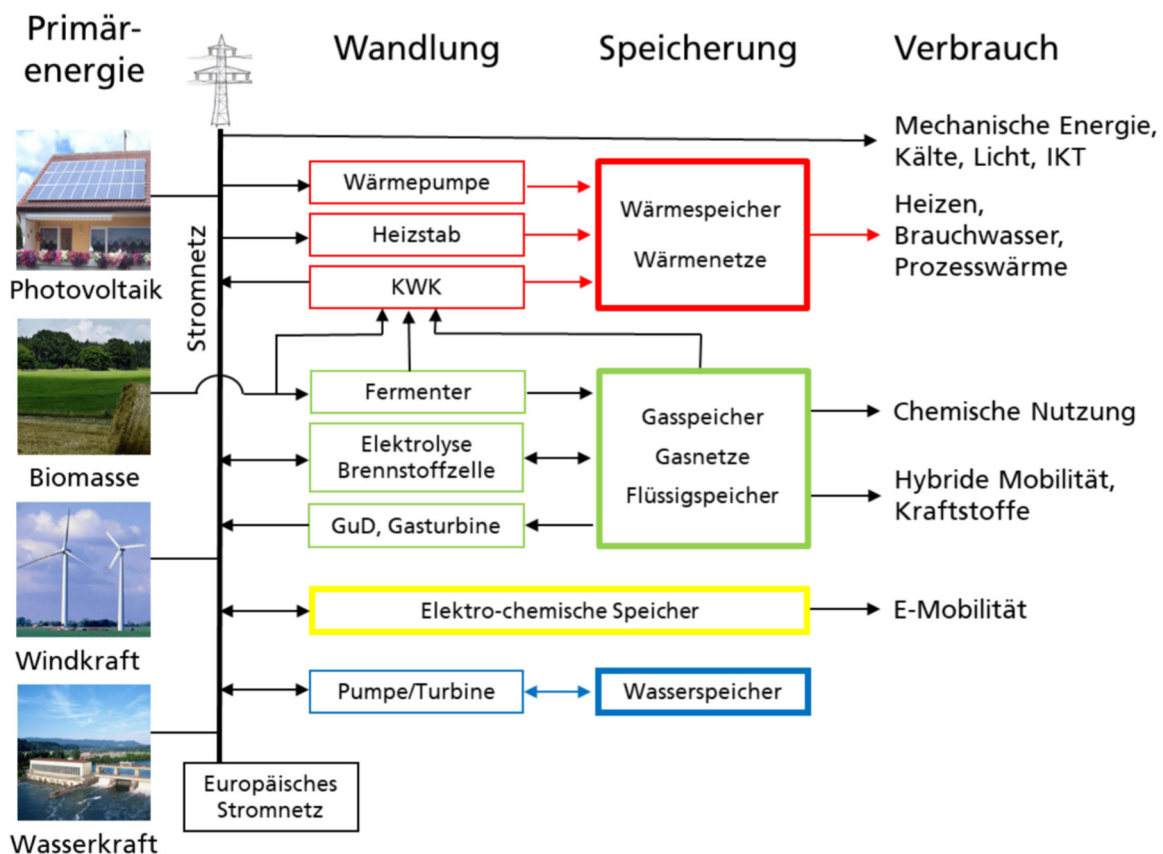 Primär-
energie
Wandlung
Speicherung
Verbrauch
Photovoltaik
Biomasse
Windkraft
Wasserkraft
Stromnetz
Europäisches
Stromnetz
Wärmepumpe
Heizstab
KWK
Fermenter
Elektrolyse
Brennstoffzelle
GuD, Gasturbine
Elektro-chemische Speicher
Pumpe/Turbine
Wärmespeicher
Wärmenetze
Gasspeicher
Gasnetze
Flüssigspeicher
Wasserspeicher
Mechanische Energie,
Kälte, Licht, IKT
Heizen,
Brauchwasser,
Prozesswärme
Chemische Nutzung
Hybride Mobilität,
Kraftstoffe
E-Mobilität